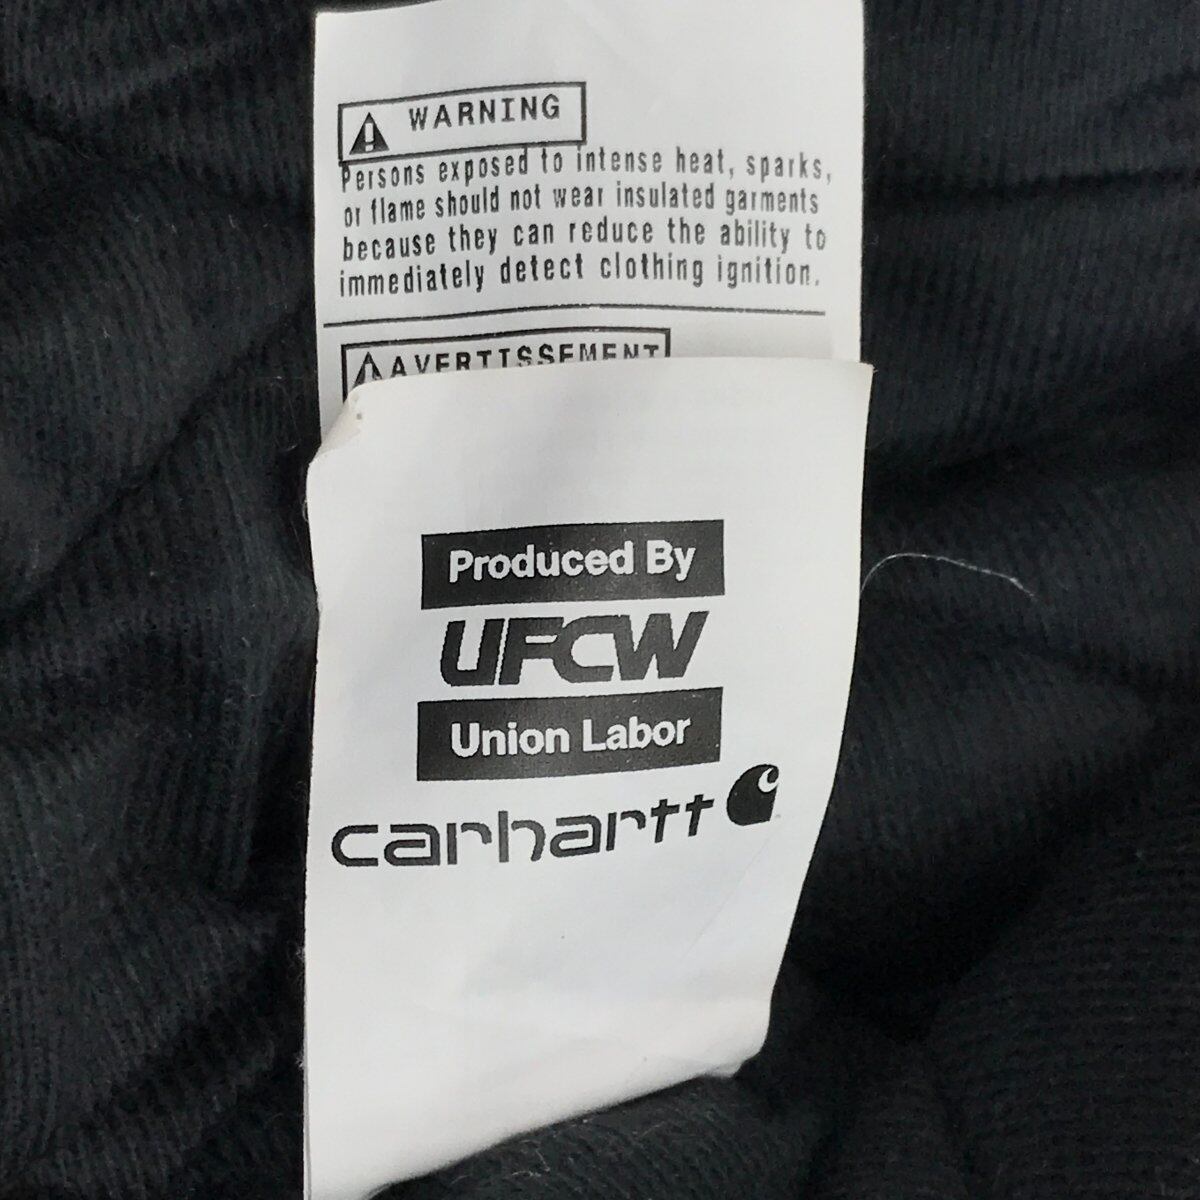 WARNING
Persons exposed to intense heat, sparks,
or flame should not wear insulated garments
because they can reduce the ability to
immediately detect clothing ignition.
AVERTISSEMENT
Produced By
UFCW
Union Labor
carhartt